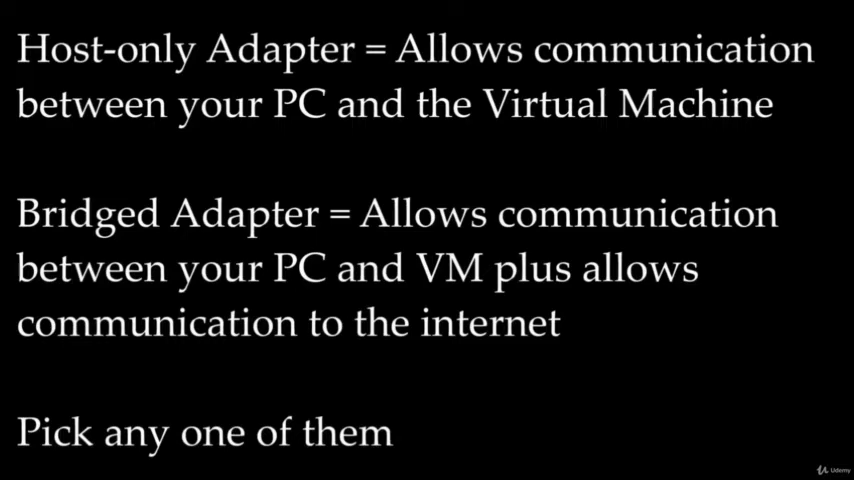 Host-only Adapter = Allows communication
between your PC and the Virtual Machine
Bridged Adapter = Allows communication
between your PC and VM plus allows
communication to the internet
Pick any one of them
Udemy